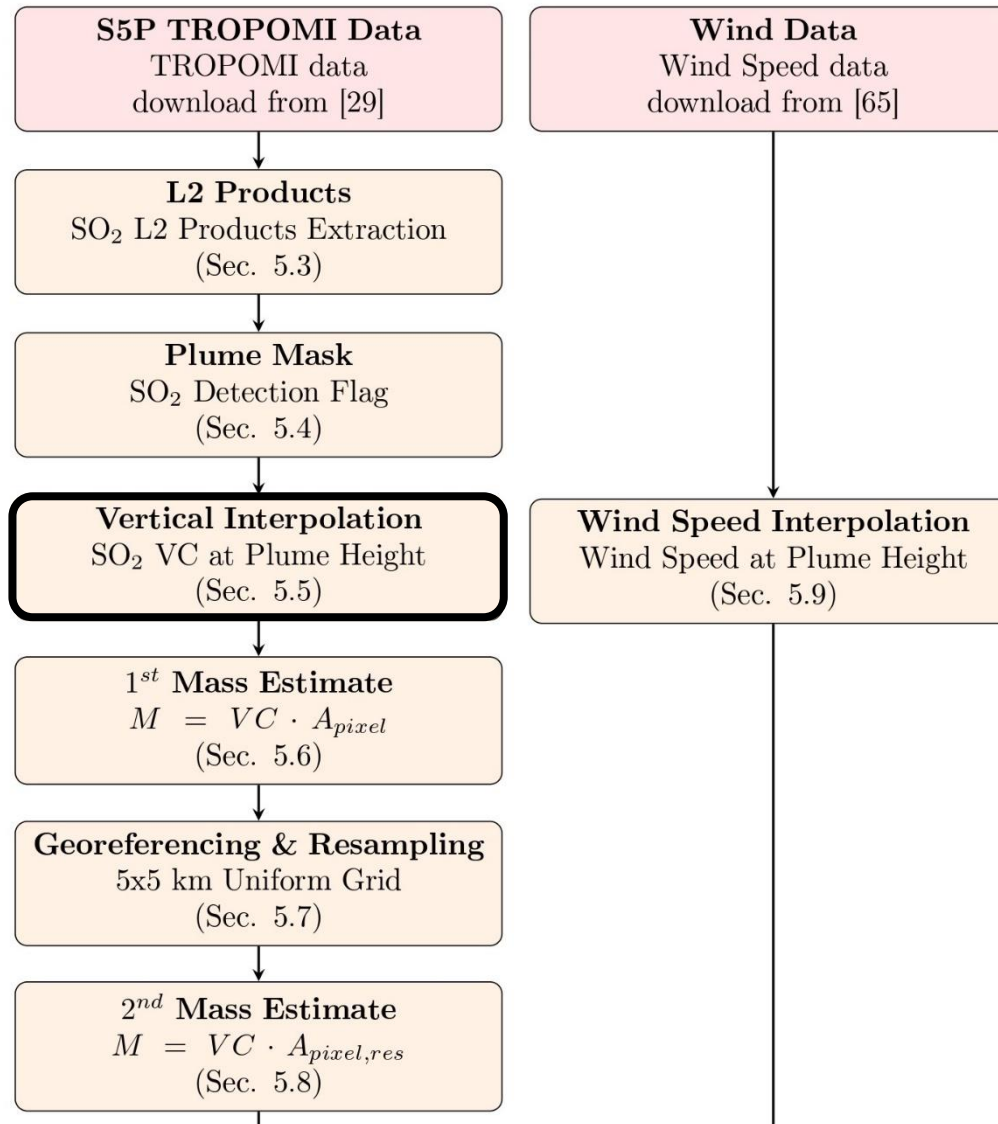 S5P TROPOMI Data
TROPOMI data
download from [29]
Wind Data
Wind Speed data
download from [65]
L2 Products
SO₂ L2 Products Extraction
(Sec. 5.3)
Plume Mask
SO₂ Detection Flag
(Sec. 5.4)
Vertical Interpolation
SO₂ VC at Plume Height
(Sec. 5.5)
Wind Speed Interpolation
Wind Speed at Plume Height
(Sec. 5.9)
1ˢᵗ Mass Estimate
M = VC · A_{pixel}
(Sec. 5.6)
Georeferencing & Resampling
5x5 km Uniform Grid
(Sec. 5.7)
2ⁿᵈ Mass Estimate
M = VC · A_{pixel,res}
(Sec. 5.8)